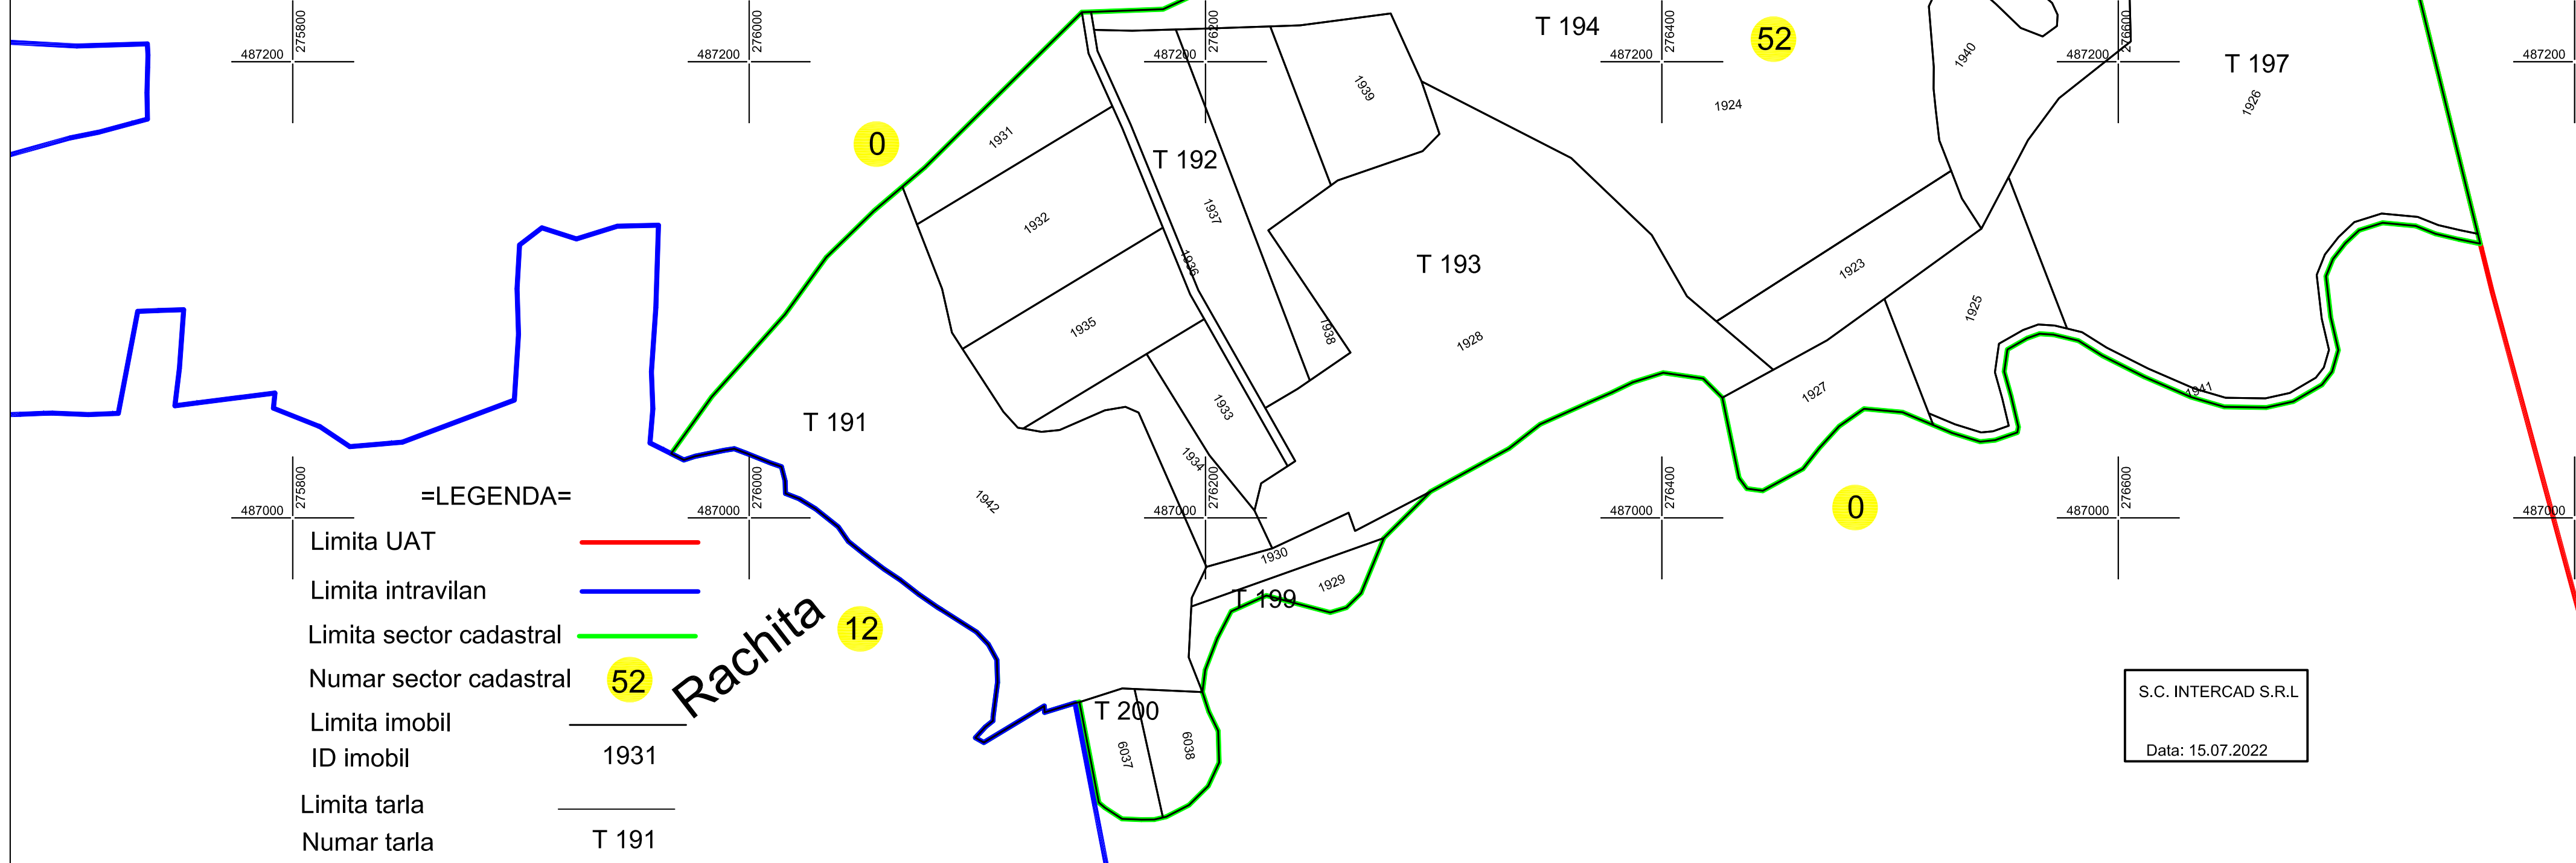 T 194
52
275800
276000
276200
276400
276600
487200
487200
487200
487200
487200
487200
1940
T 197
1939
1924
1926
0
1931
T 192
1932
1937
1936
T 193
1923
1935
1938
1928
1925
1927
1941
1933
T 191
1934
1942
275800
276000
276200
276400
276600
487000
487000
487000
487000
487000
487000
0
=LEGENDA=
Limita UAT
Limita intravilan
Limita sector cadastral
Numar sector cadastral 52
Limita imobil
ID imobil 1931
Limita tarla
Numar tarla T 191
Rachita
12
1930
1929
T 199
T 200
6037
6038
S.C. INTERCAD S.R.L
Data: 15.07.2022